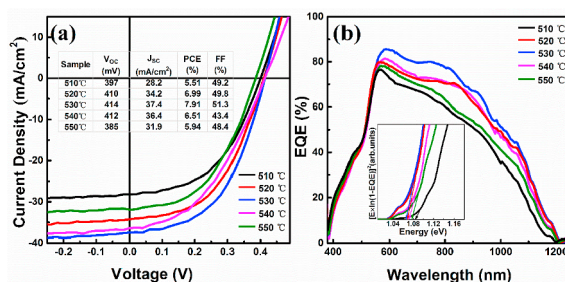 (a)
Sample Voc (mV) Jsc (mA/cm²) PCE (%) FF (%)
510℃ 397 28.2 5.51 49.2
520℃ 410 34.2 6.99 49.8
530℃ 414 37.4 7.91 51.3
540℃ 412 36.4 6.51 43.4
550℃ 385 31.9 5.94 48.4
10
0
-10
-20
-30
-40
Current Density (mA/cm²)
510 ℃
520 ℃
530 ℃
540 ℃
550 ℃
-0.2 -0.1 0.0 0.1 0.2 0.3 0.4
Voltage (V)
(b)
100
80
60
40
20
0
EQE (%)
510℃
520℃
530℃
540℃
550℃
[E·ln(1-EQE)]²(arb.units)
1.04 1.08 1.12 1.16
Energy (eV)
400 600 800 1000 1200
Wavelength (nm)